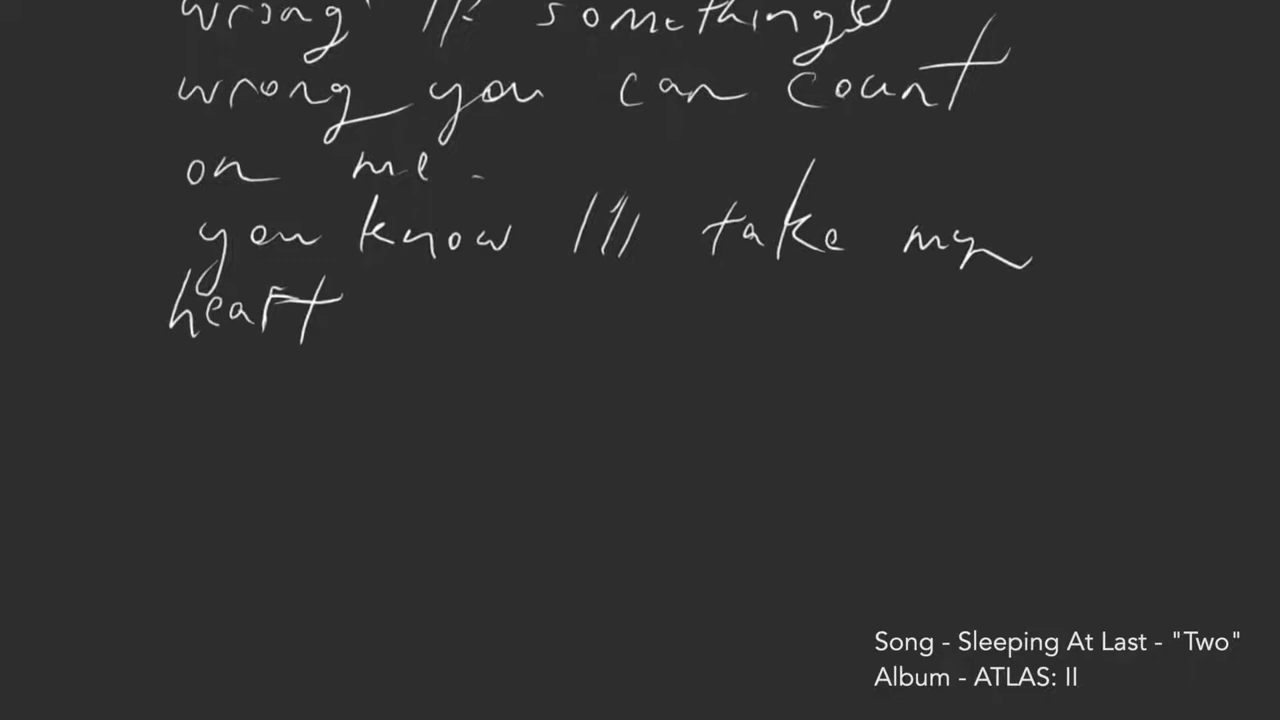 wrong If something's
wrong you can count
on me.
you know I'll take my
heart
Song - Sleeping At Last - "Two"
Album - ATLAS: II